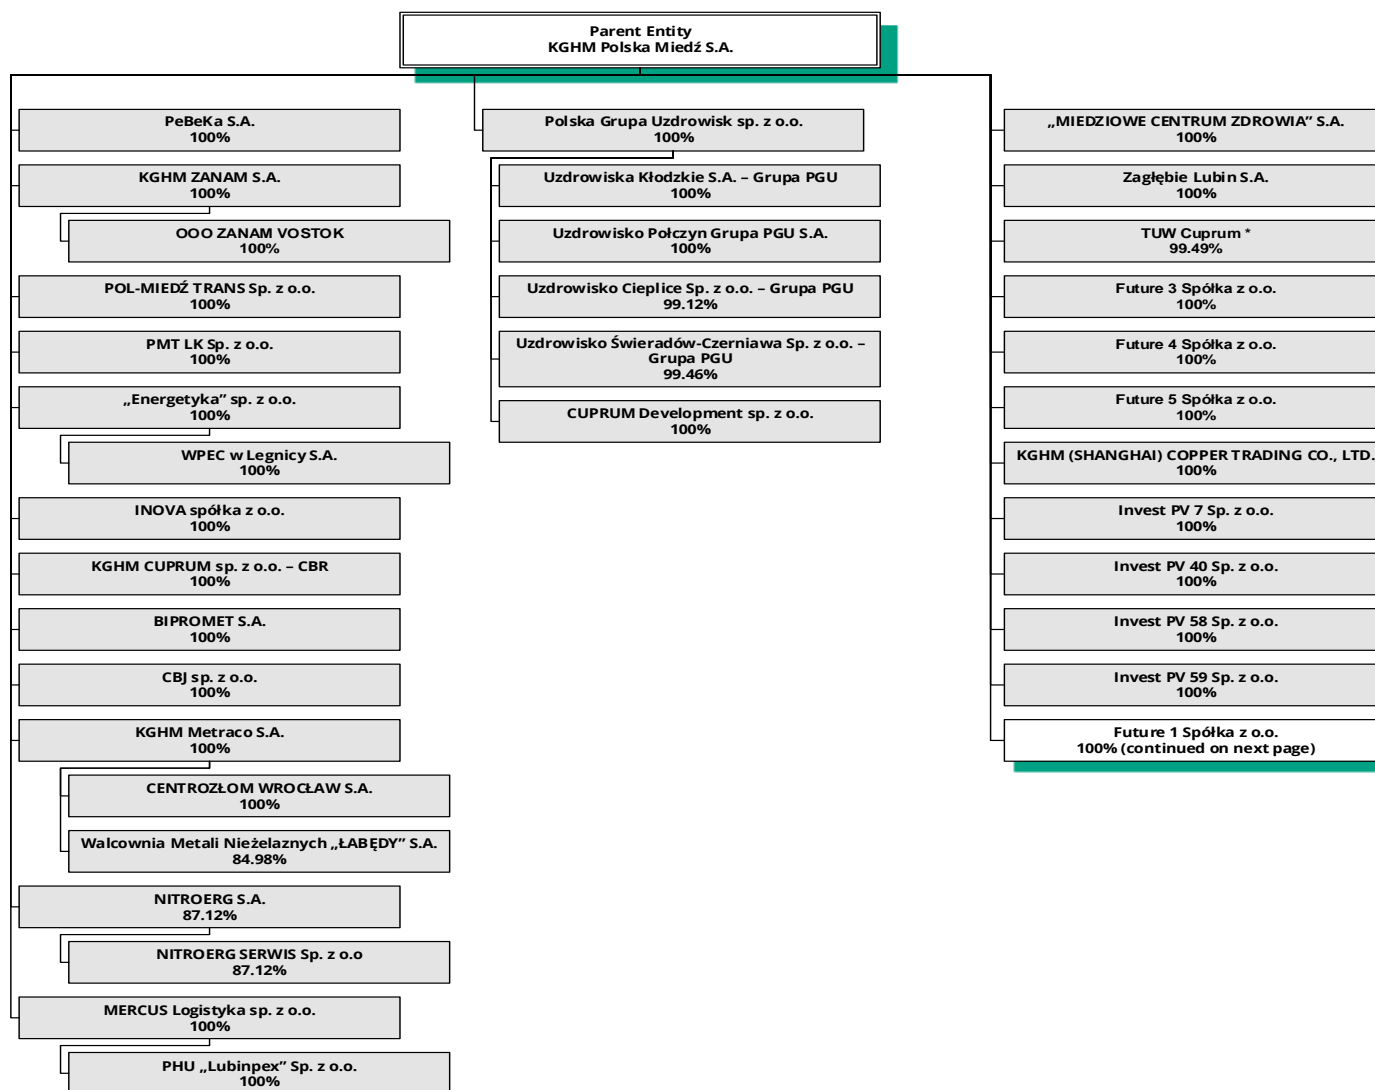 Parent Entity
KGHM Polska Miedź S.A.
PeBeKa S.A.
100%
KGHM ZANAM S.A.
100%
OOO ZANAM VOSTOK
100%
POL-MIEDŹ TRANS Sp. z o.o.
100%
PMT LK Sp. z o.o.
100%
„Energetyka” sp. z o.o.
100%
WPEC w Legnicy S.A.
100%
INOVA spółka z o.o.
100%
KGHM CUPRUM sp. z o.o. – CBR
100%
BIPROMET S.A.
100%
CBJ sp. z o.o.
100%
KGHM Metraco S.A.
100%
CENTROZŁOM WROCŁAW S.A.
100%
Walcownia Metali Nieżelaznych „ŁABĘDY” S.A.
84.98%
NITROERG S.A.
87.12%
NITROERG SERWIS Sp. z o.o
87.12%
MERCUS Logistyka sp. z o.o.
100%
PHU „Lubinpex” Sp. z o.o.
100%
Polska Grupa Uzdrowisk sp. z o.o.
100%
Uzdrowiska Kłodzkie S.A. – Grupa PGU
100%
Uzdrowisko Połczyn Grupa PGU S.A.
100%
Uzdrowisko Cieplice Sp. z o.o. – Grupa PGU
99.12%
Uzdrowisko Świeradów-Czerniawa Sp. z o.o. –
Grupa PGU
99.46%
CUPRUM Development sp. z o.o.
100%
„MIEDZIOWE CENTRUM ZDROWIA” S.A.
100%
Zagłębie Lubin S.A.
100%
TUW Cuprum *
99.49%
Future 3 Spółka z o.o.
100%
Future 4 Spółka z o.o.
100%
Future 5 Spółka z o.o.
100%
KGHM (SHANGHAI) COPPER TRADING CO., LTD.
100%
Invest PV 7 Sp. z o.o.
100%
Invest PV 40 Sp. z o.o.
100%
Invest PV 58 Sp. z o.o.
100%
Invest PV 59 Sp. z o.o.
100%
Future 1 Spółka z o.o.
100% (continued on next page)